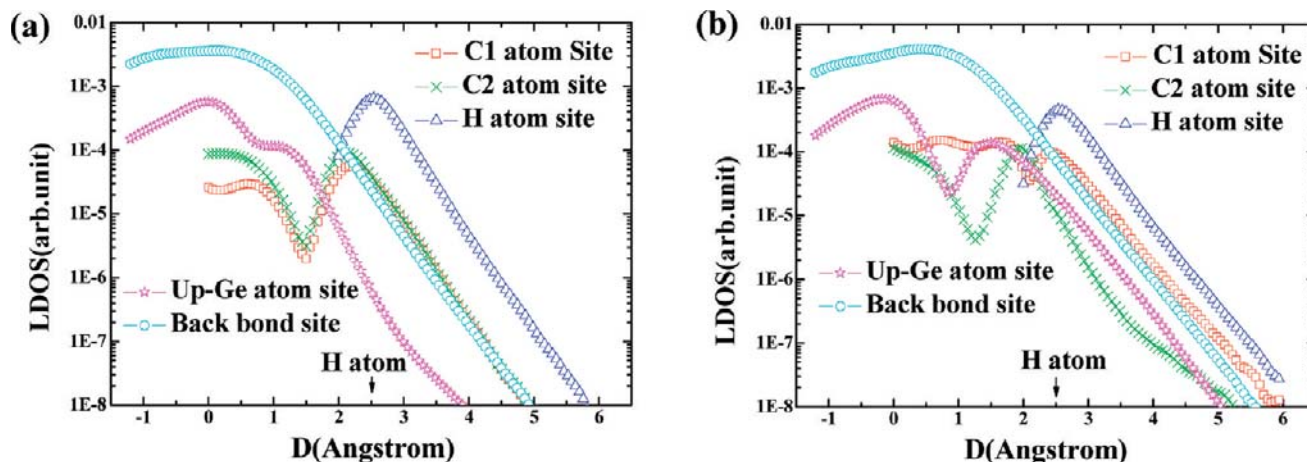 (a)
LDOS(arb.unit)
0.01
1E-3
1E-4
1E-5
1E-6
1E-7
1E-8
C1 atom Site
C2 atom site
H atom site
Up-Ge atom site
Back bond site
H atom
-1 0 1 2 3 4 5 6
D(Angstrom)
(b)
LDOS(arb.unit)
0.01
1E-3
1E-4
1E-5
1E-6
1E-7
1E-8
C1 atom Site
C2 atom site
H atom site
Up-Ge atom site
Back bond site
H atom
-1 0 1 2 3 4 5 6
D(Angstrom)